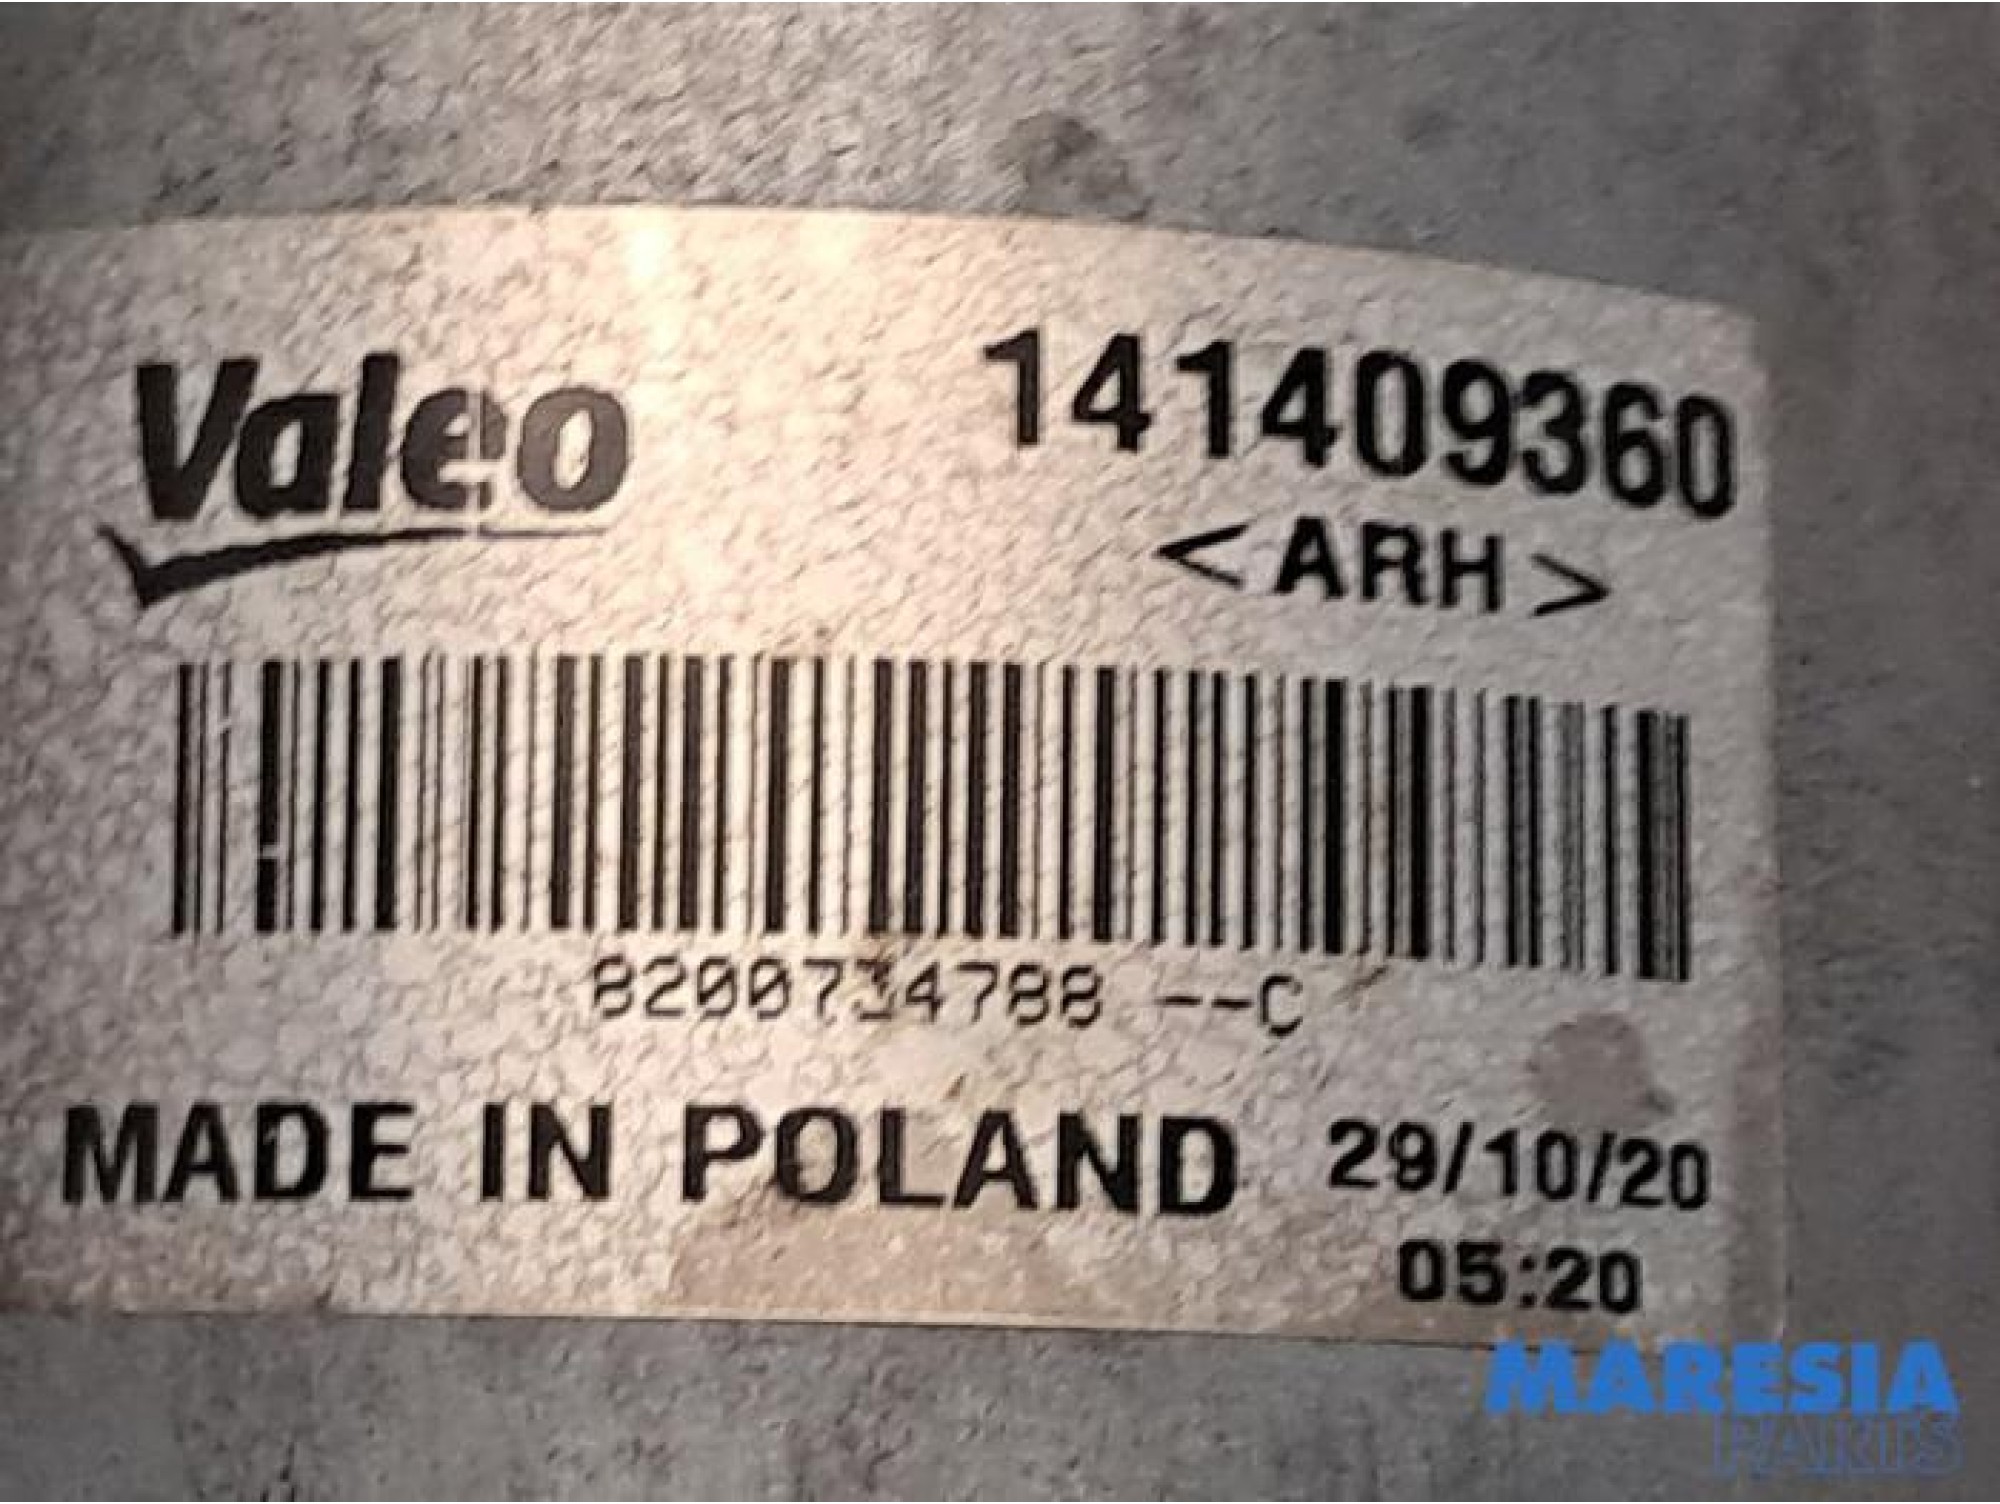 Valeo
141409360
<ARH>
8200734788 --C
MADE IN POLAND 29/10/20
05:20
MARESIA
PARTS